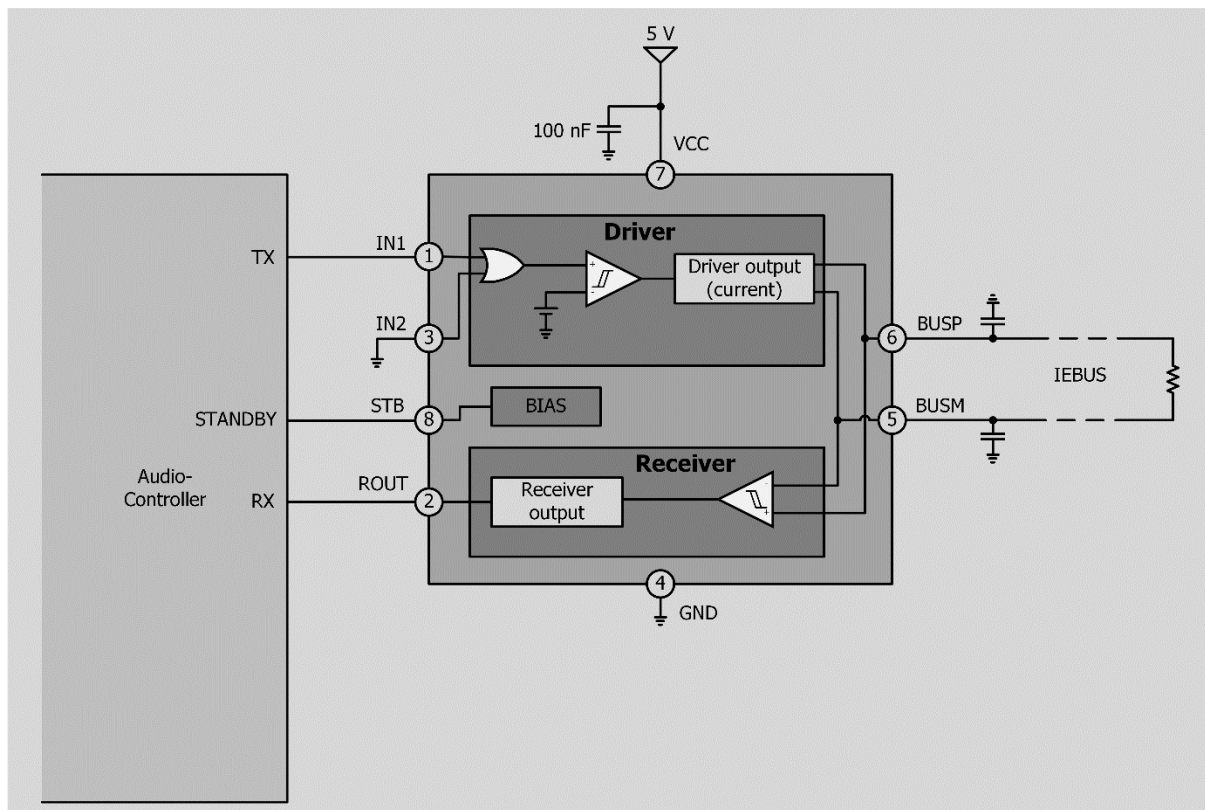 5 V
100 nF
VCC
7
Driver
TX
IN1
1
+
-
Driver output
(current)
IN2
3
6
BUSP
IEBUS
STANDBY
STB
8
BIAS
5
BUSM
Receiver
Audio-
Controller
RX
ROUT
2
Receiver
output
-
+
4
GND